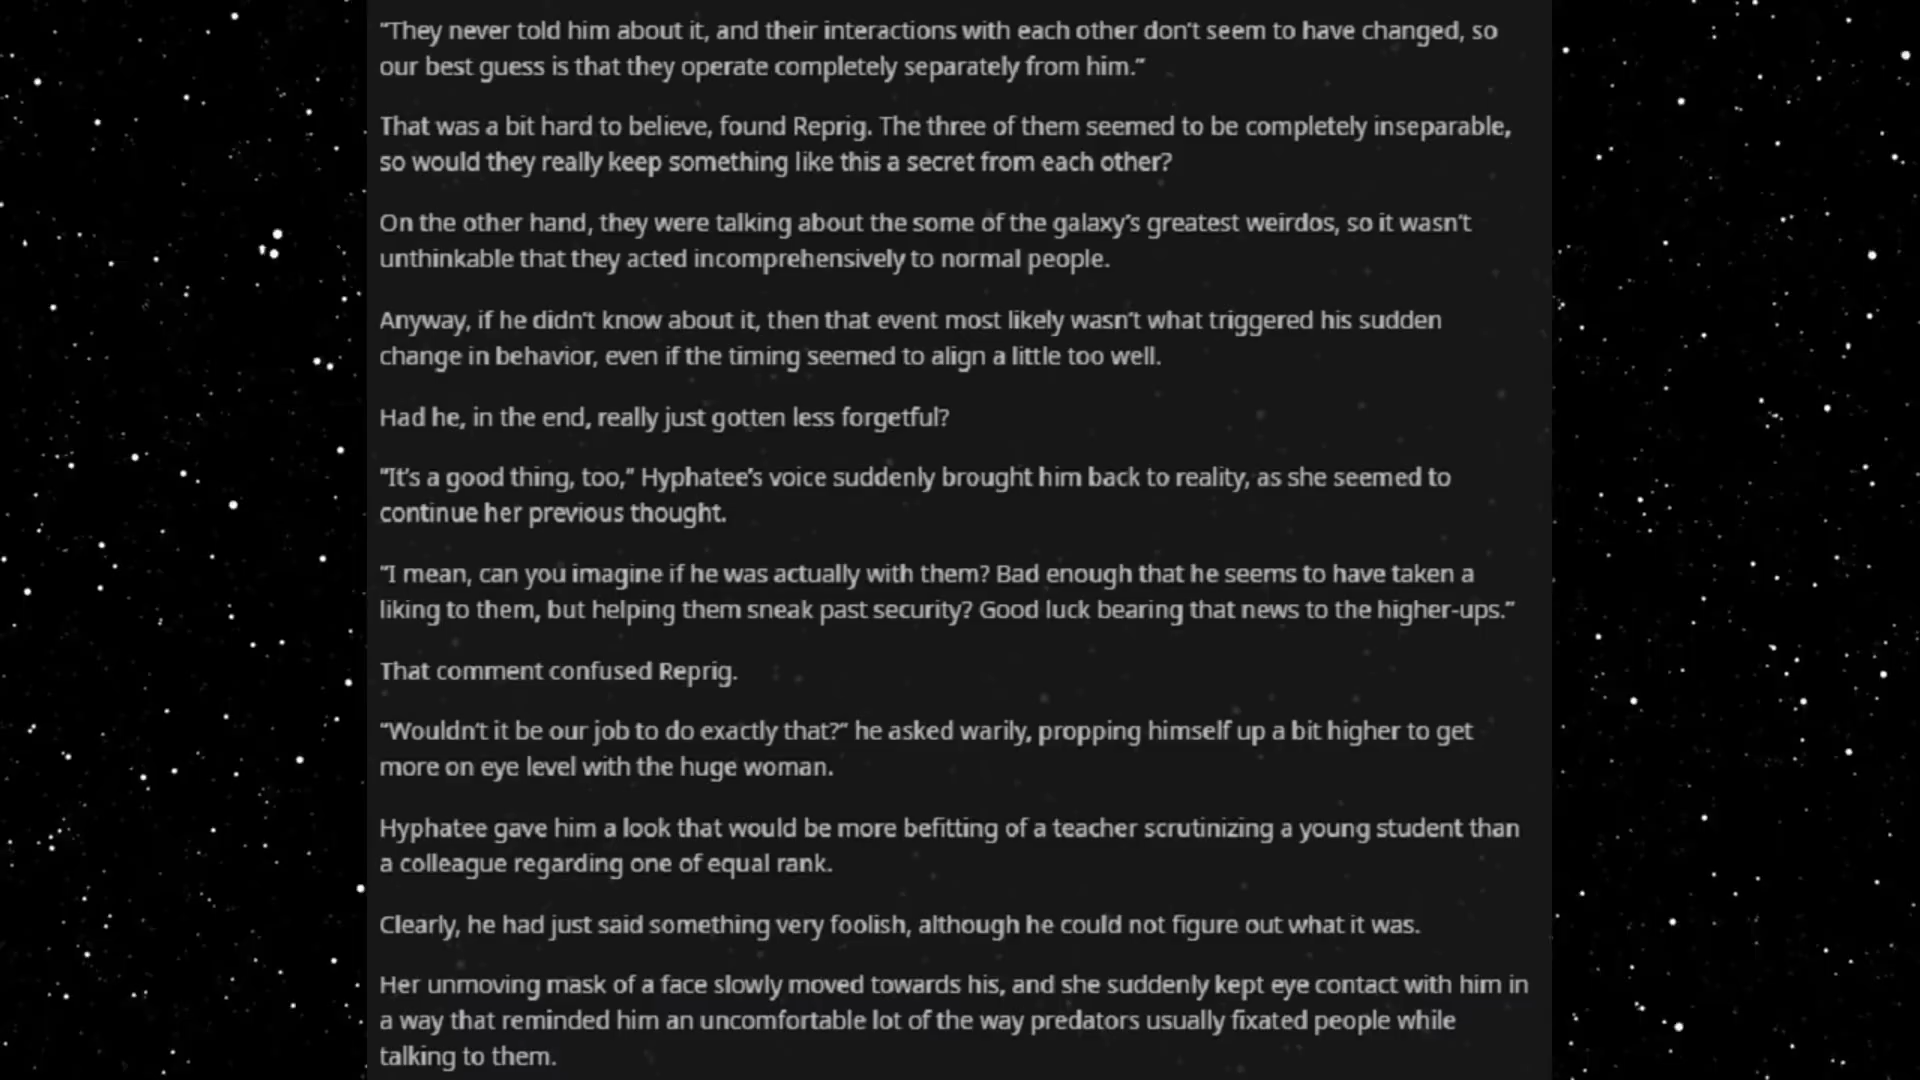 “They never told him about it, and their interactions with each other don’t seem to have changed, so
our best guess is that they operate completely separately from him.”
That was a bit hard to believe, found Reprig. The three of them seemed to be completely inseparable,
so would they really keep something like this a secret from each other?
On the other hand, they were talking about the some of the galaxy’s greatest weirdos, so it wasn’t
unthinkable that they acted incomprehensively to normal people.
Anyway, if he didn’t know about it, then that event most likely wasn’t what triggered his sudden
change in behavior, even if the timing seemed to align a little too well.
Had he, in the end, really just gotten less forgetful?
“It’s a good thing, too,” Hyphatee’s voice suddenly brought him back to reality, as she seemed to
continue her previous thought.
“I mean, can you imagine if he was actually with them? Bad enough that he seems to have taken a
liking to them, but helping them sneak past security? Good luck bearing that news to the higher-ups.”
That comment confused Reprig.
“Wouldn’t it be our job to do exactly that?” he asked warily, propping himself up a bit higher to get
more on eye level with the huge woman.
Hyphatee gave him a look that would be more befitting of a teacher scrutinizing a young student than
a colleague regarding one of equal rank.
Clearly, he had just said something very foolish, although he could not figure out what it was.
Her unmoving mask of a face slowly moved towards his, and she suddenly kept eye contact with him in
a way that reminded him an uncomfortable lot of the way predators usually fixated people while
talking to them.